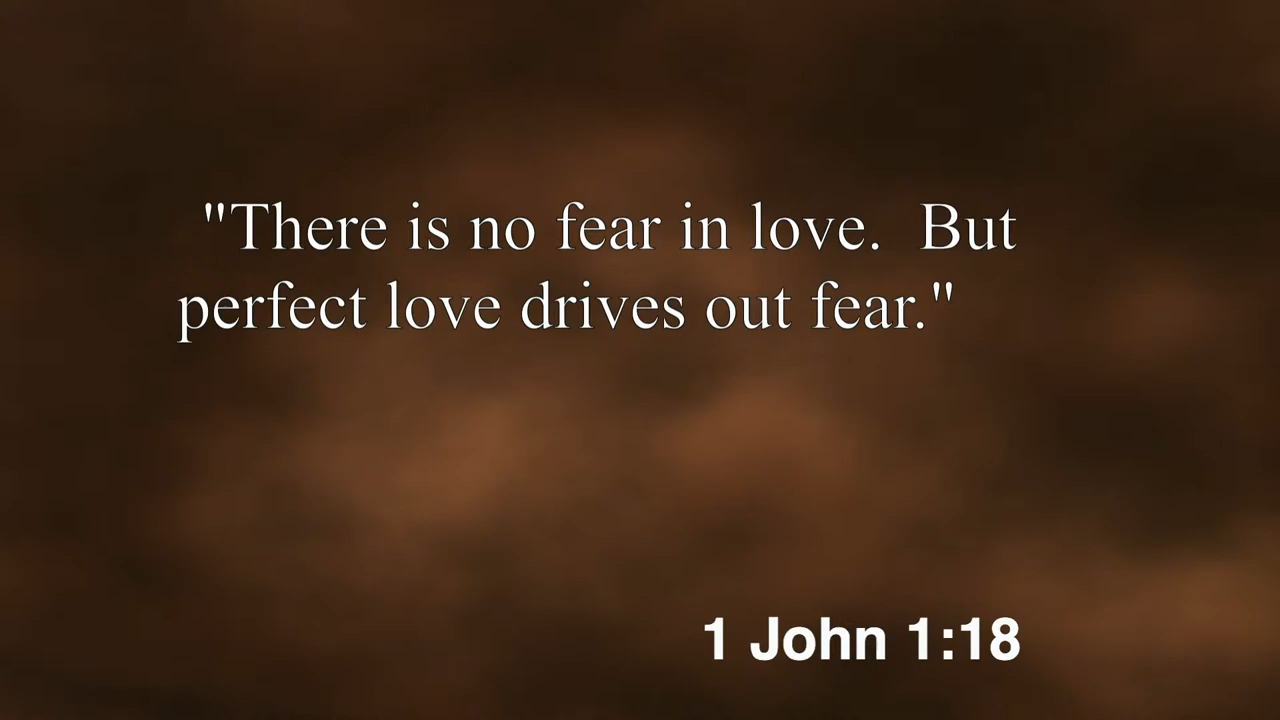 "There is no fear in love.  But
perfect love drives out fear."
1 John 1:18